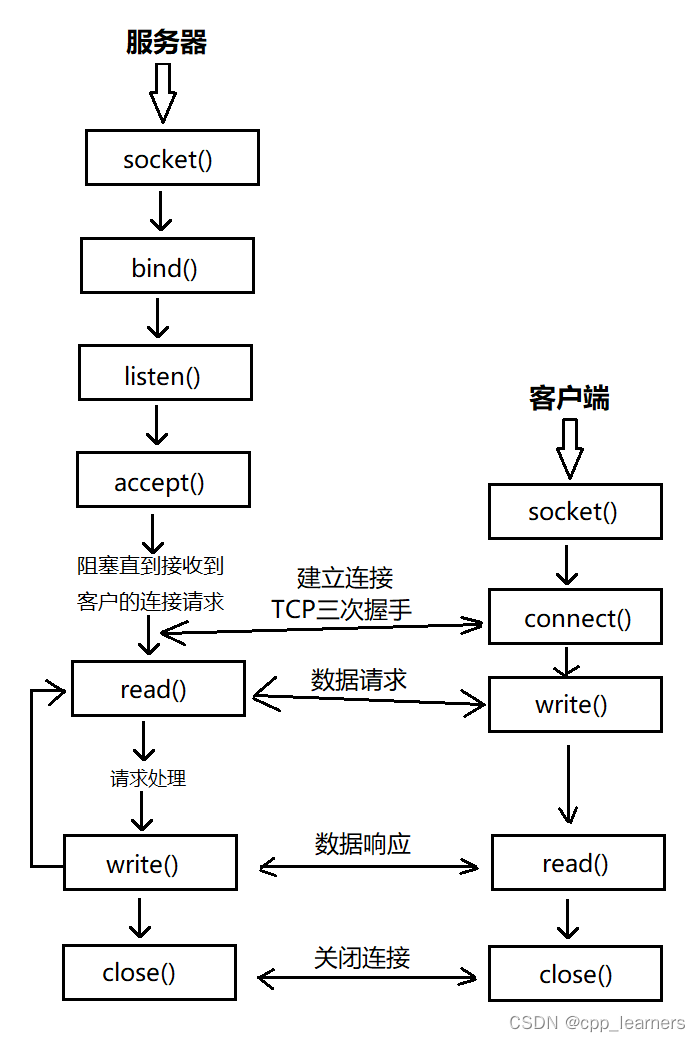 服务器
socket()
bind()
listen()
accept()
阻塞直到接收到
客户的连接请求
read()
请求处理
write()
close()
建立连接
TCP三次握手
数据请求
数据响应
关闭连接
客户端
socket()
connect()
write()
read()
close()
CSDN @cpp_learners